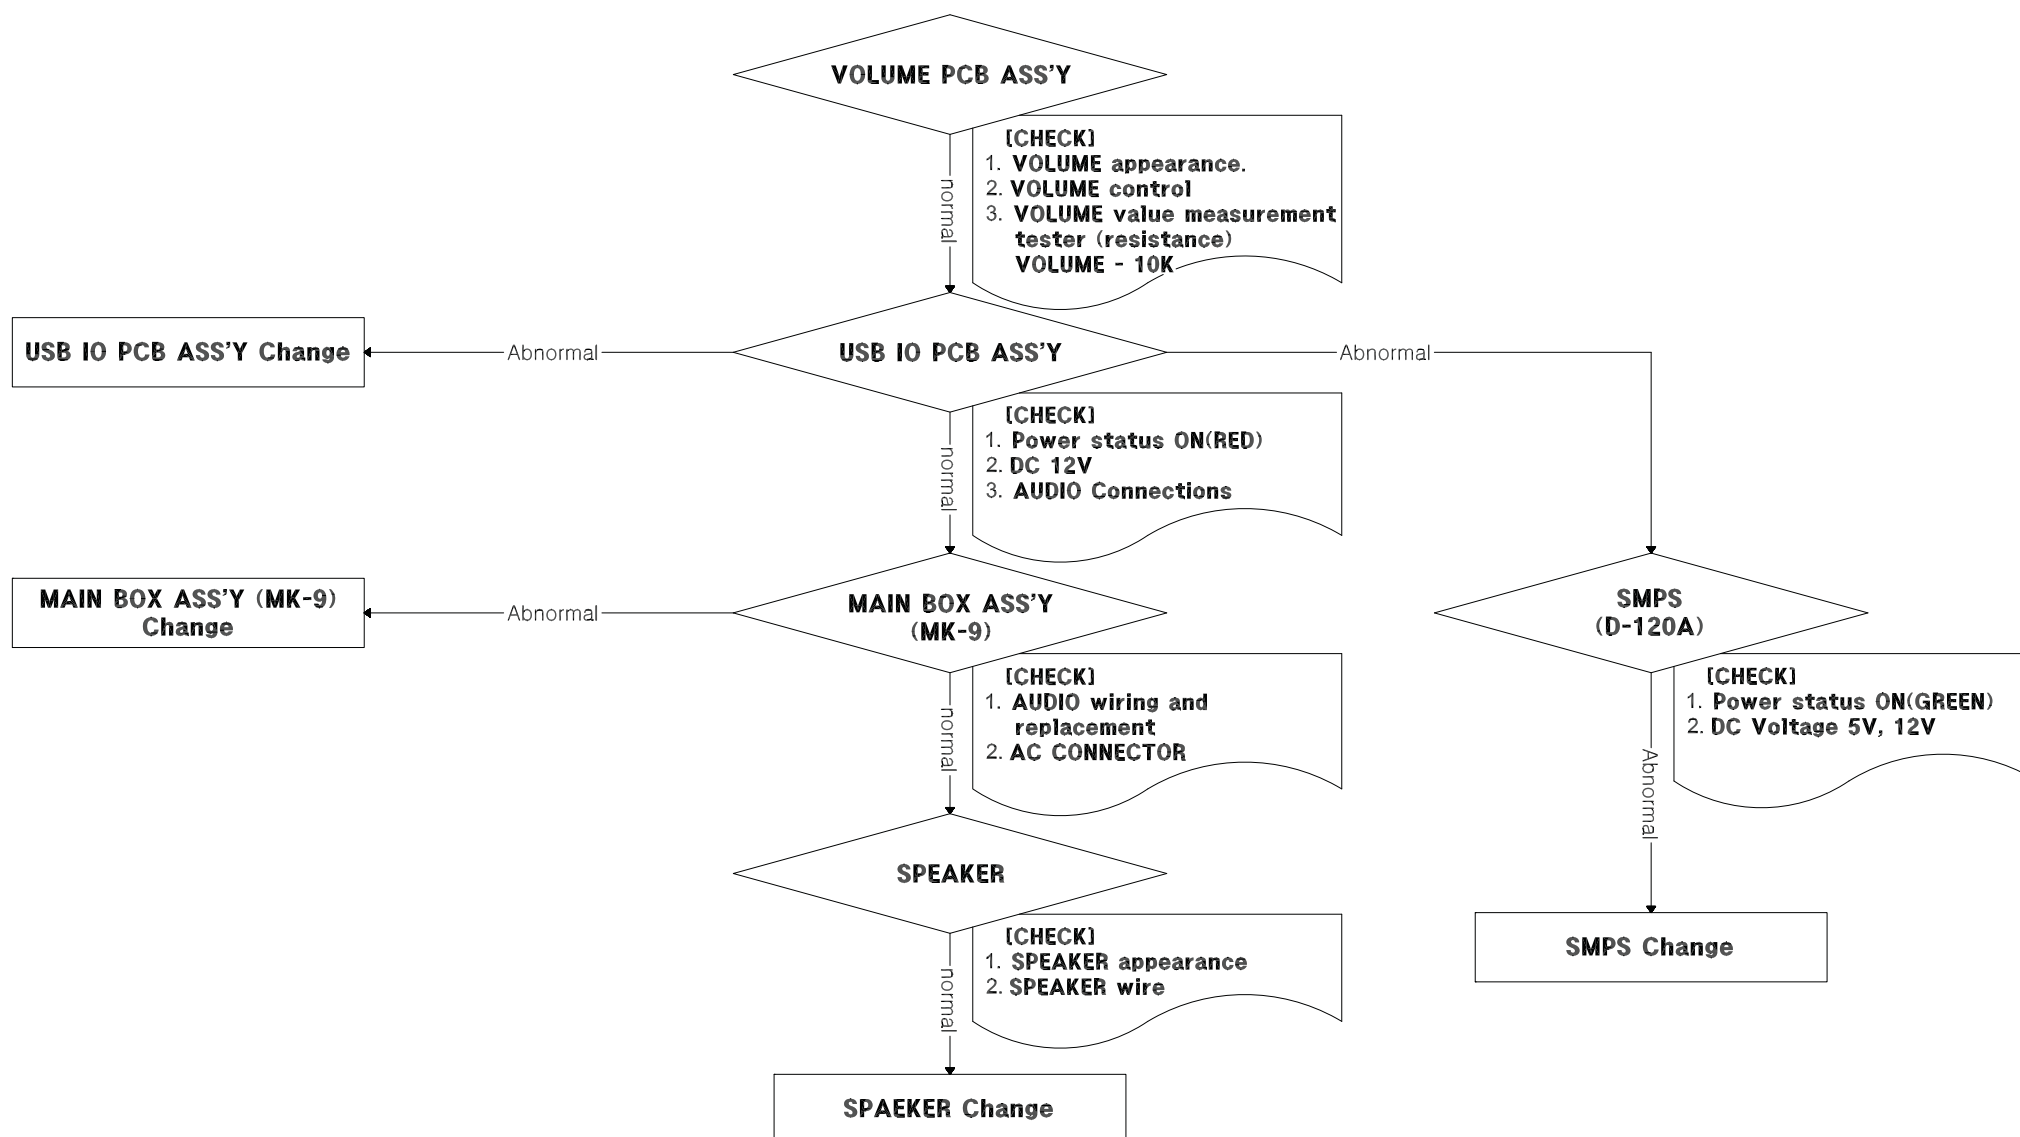 VOLUME PCB ASS'Y
[CHECK]
1. VOLUME appearance.
2. VOLUME control
3. VOLUME value measurement
tester (resistance)
VOLUME - 10K
normal
USB IO PCB ASS'Y Change
Abnormal
USB IO PCB ASS'Y
Abnormal
[CHECK]
1. Power status ON(RED)
2. DC 12V
3. AUDIO Connections
normal
MAIN BOX ASS'Y (MK-9)
Change
Abnormal
MAIN BOX ASS'Y
(MK-9)
SMPS
(D-120A)
[CHECK]
1. AUDIO wiring and
replacement
2. AC CONNECTOR
normal
[CHECK]
1. Power status ON(GREEN)
2. DC Voltage 5V, 12V
Abnormal
SPEAKER
[CHECK]
1. SPEAKER appearance
2. SPEAKER wire
normal
SMPS Change
SPAEKER Change